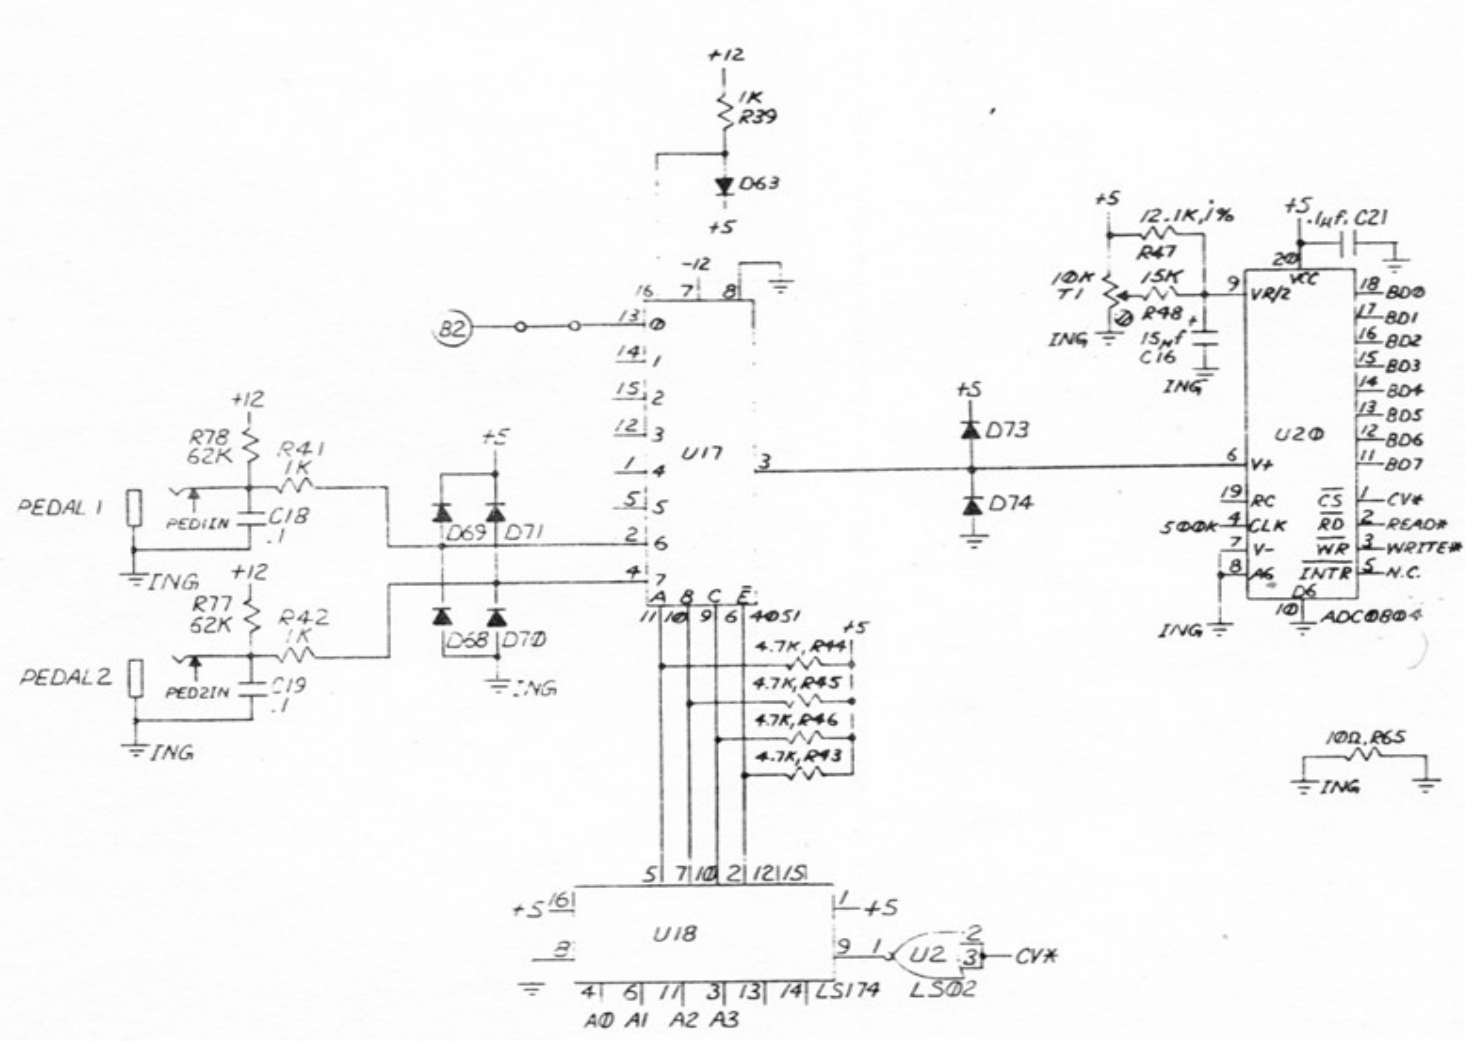 +12
1K
R39
D63
+5
-12
16
7
8
B2
13
0
14
1
15
2
12
3
1
4
5
5
2
6
4
7
U17
3
A
B
C
E̅
11
10
9
6
4051
+12
R78
62K
R41
1K
PEDAL 1
PED1IN
C18
.1
ING
+5
D69
D71
+12
R77
62K
R42
1K
PEDAL 2
PED2IN
C19
.1
ING
D68
D70
ING
+5
4.7K, R44
4.7K, R45
4.7K, R46
4.7K, R43
+5
D73
D74
+5
12.1K, 1%
R47
10K
T1
15K
R48
ING
15µf
+
C16
ING
+5
.1µf. C21
20
VCC
9
VR/2
U20
6
V+
19
RC
500K
4
CLK
7
V-
8
AG
ING
18
BD0
17
BD1
16
BD2
15
BD3
14
BD4
13
BD5
12
BD6
11
BD7
C̅S̅
1
CV*
R̅D̅
2
READ*
W̅R̅
3
WRITE*
I̅N̅T̅R̅
5
N.C.
D6
10
ADC0804
10Ω, R65
ING
5
7
10
2
12
15
+5
16
1
+5
U18
8
9
1
U2
2
3
CV*
LS02
4
6
11
3
13
14
LS174
A0
A1
A2
A3